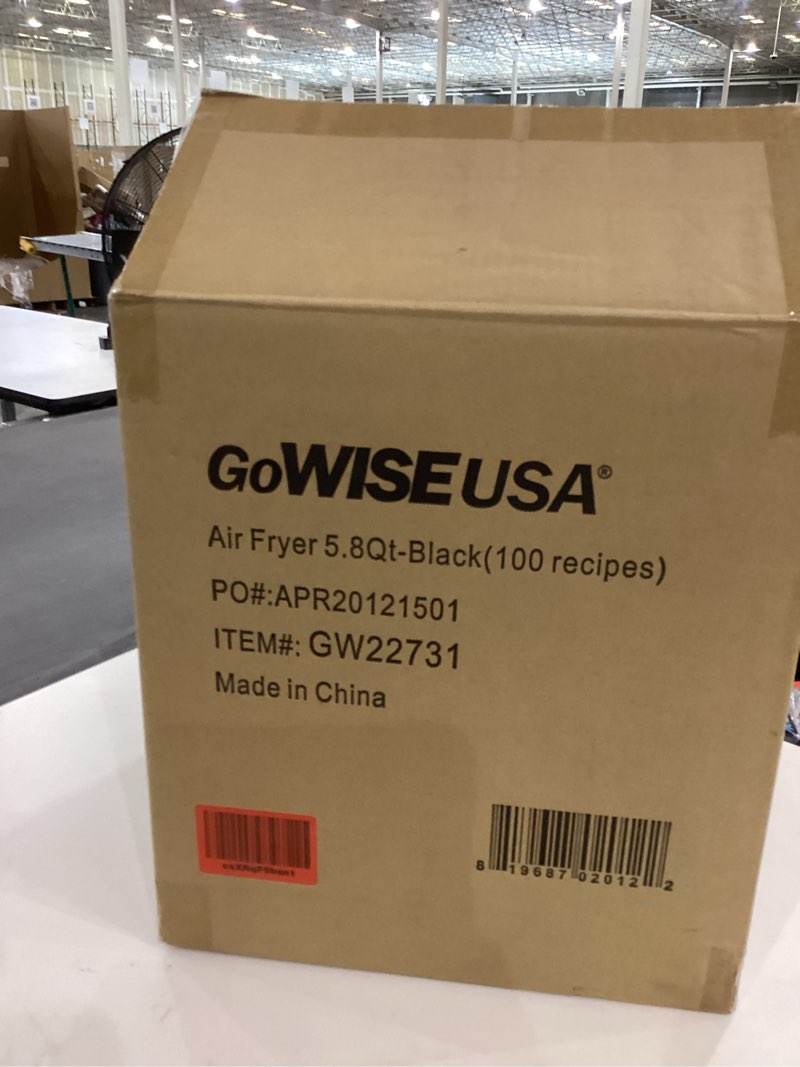 GoWISEUSA®
Air Fryer 5.8Qt-Black(100 recipes)
PO#:APR20121501
ITEM#: GW22731
Made in China
8 19687 02012 2